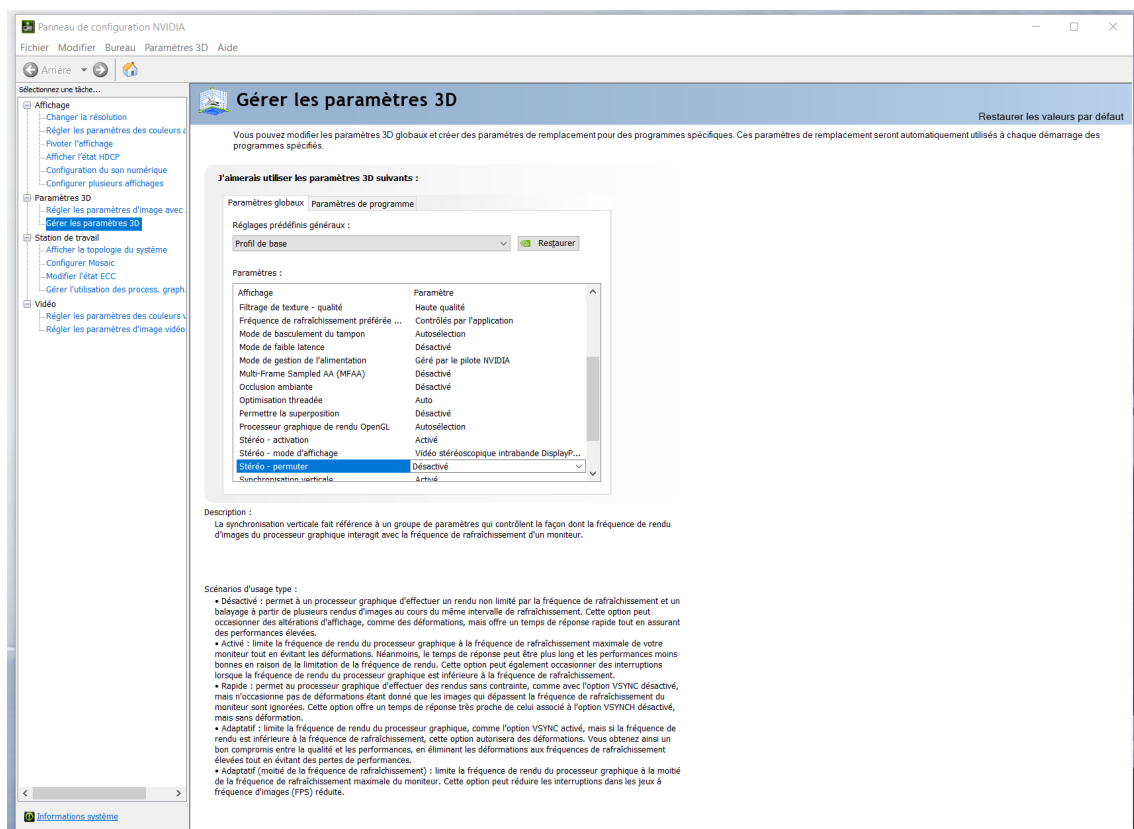 Panneau de configuration NVIDIA
Fichier Modifier Bureau Paramètres 3D Aide
Arrière
Sélectionnez une tâche...
Affichage
Changer la résolution
Régler les paramètres des couleurs
Pivoter l'affichage
Afficher l'état HDCP
Configuration du son numérique
Configurer plusieurs affichages
Paramètres 3D
Régler les paramètres d'image avec
Gérer les paramètres 3D
Station de travail
Afficher la topologie du système
Configurer Mosaic
Modifier l'état ECC
Gérer l'utilisation des process. graph.
Vidéo
Régler les paramètres des couleurs v
Régler les paramètres d'image vidéo
Informations système
Gérer les paramètres 3D
Restaurer les valeurs par défaut
Vous pouvez modifier les paramètres 3D globaux et créer des paramètres de remplacement pour des programmes spécifiques. Ces paramètres de remplacement seront automatiquement utilisés à chaque démarrage des
programmes spécifiés.
J'aimerais utiliser les paramètres 3D suivants :
Paramètres globaux Paramètres de programme
Réglages prédéfinis généraux :
Profil de base Restaurer
Paramètres :
Affichage Paramètre
Filtrage de texture - qualité Haute qualité
Fréquence de rafraîchissement préférée ... Contrôlés par l'application
Mode de basculement du tampon Autosélection
Mode de faible latence Désactivé
Mode de gestion de l'alimentation Géré par le pilote NVIDIA
Multi-Frame Sampled AA (MFAA) Désactivé
Occlusion ambiante Désactivé
Optimisation threadée Auto
Permettre la superposition Désactivé
Processeur graphique de rendu OpenGL Autosélection
Stéréo - activation Activé
Stéréo - mode d'affichage Vidéo stéréoscopique intrabande DisplayP...
Stéréo - permuter Désactivé
Synchronisation verticale Activé
Description :
La synchronisation verticale fait référence à un groupe de paramètres qui contrôlent la façon dont la fréquence de rendu
d'images du processeur graphique interagit avec la fréquence de rafraîchissement d'un moniteur.
Scénarios d'usage type :
• Désactivé : permet à un processeur graphique d'effectuer un rendu non limité par la fréquence de rafraîchissement et un
balayage à partir de plusieurs rendus d'images au cours du même intervalle de rafraîchissement. Cette option peut
occasionner des altérations d'affichage, comme des déformations, mais offre un temps de réponse rapide tout en assurant
des performances élevées.
• Activé : limite la fréquence de rendu du processeur graphique à la fréquence de rafraîchissement maximale de votre
moniteur tout en évitant les déformations. Néanmoins, le temps de réponse peut être plus long et les performances moins
bonnes en raison de la limitation de la fréquence de rendu. Cette option peut également occasionner des interruptions
lorsque la fréquence de rendu du processeur graphique est inférieure à la fréquence de rafraîchissement.
• Rapide : permet au processeur graphique d'effectuer des rendus sans contrainte, comme avec l'option VSYNC désactivé,
mais n'occasionne pas de déformations étant donné que les images qui dépassent la fréquence de rafraîchissement du
moniteur sont ignorées. Cette option offre un temps de réponse très proche de celui associé à l'option VSYNCH désactivé,
mais sans déformation.
• Adaptatif : limite la fréquence de rendu du processeur graphique, comme l'option VSYNC activé, mais si la fréquence de
rendu est inférieure à la fréquence de rafraîchissement, cette option autorisera des déformations. Vous obtenez ainsi un
bon compromis entre la qualité et les performances, en éliminant les déformations aux fréquences de rafraîchissement
élevées tout en évitant des pertes de performances.
• Adaptatif (moitié de la fréquence de rafraîchissement) : limite la fréquence de rendu du processeur graphique à la moitié
de la fréquence de rafraîchissement maximale du moniteur. Cette option peut réduire les interruptions dans les jeux à
fréquence d'images (FPS) réduite.